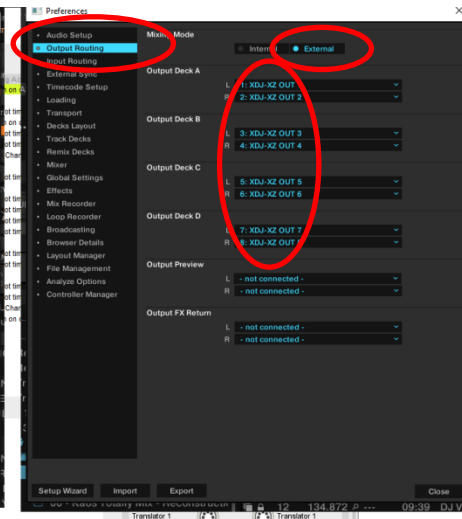 Preferences
Audio Setup
Output Routing
Input Routing
External Sync
Timecode Setup
Loading
Transport
Decks Layout
Track Decks
Remix Decks
Mixer
Global Settings
Effects
Mix Recorder
Loop Recorder
Broadcasting
Browser Details
Layout Manager
File Management
Analyze Options
Controller Manager
Mixing Mode
Internal External
Output Deck A
L 1: XDJ-XZ OUT 1
R 2: XDJ-XZ OUT 2
Output Deck B
L 3: XDJ-XZ OUT 3
R 4: XDJ-XZ OUT 4
Output Deck C
L 5: XDJ-XZ OUT 5
R 6: XDJ-XZ OUT 6
Output Deck D
L 7: XDJ-XZ OUT 7
R 8: XDJ-XZ OUT
Output Preview
L - not connected -
R - not connected -
Output FX Return
L - not connected -
R - not connected -
Setup Wizard Import Export Close
12 134.872 --- 09:39 DJ V
Translator 1 Translator 1